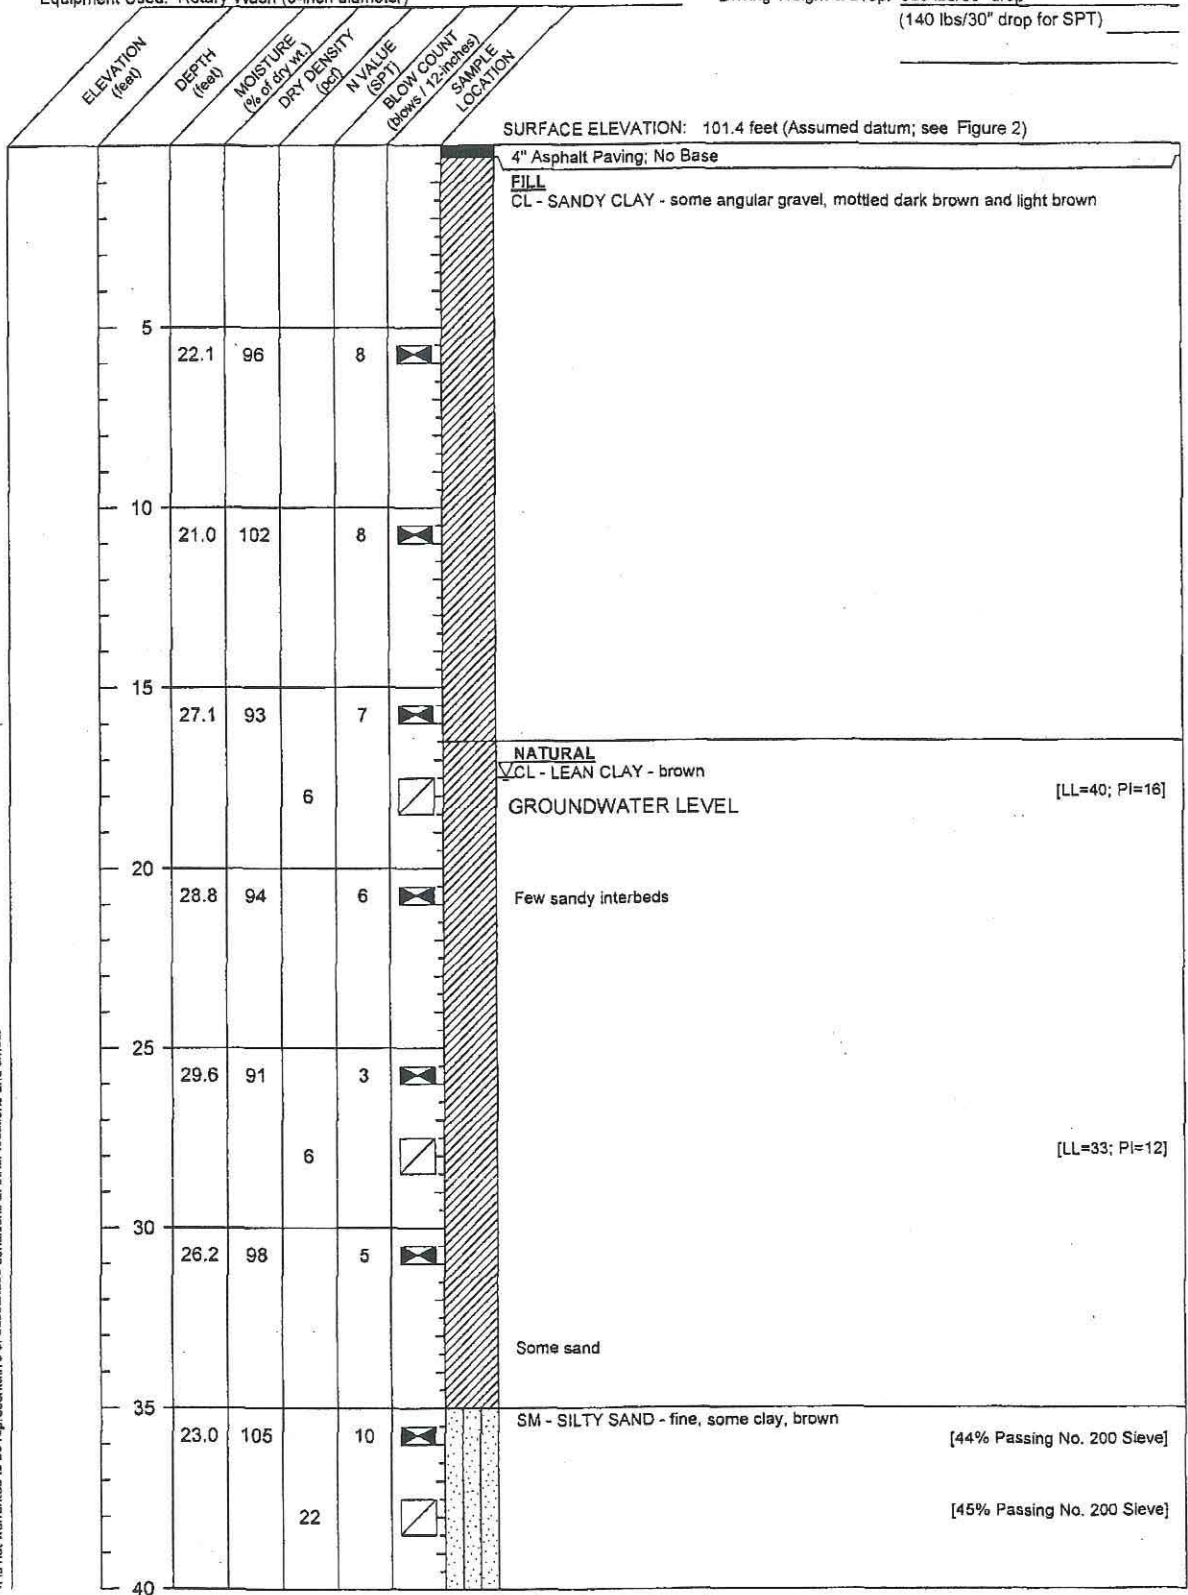 Equipment Used: Rotary Wash
(140 lbs/30" drop for SPT)
ELEVATION (feet)
DEPTH (feet)
MOISTURE (% of dry wt.)
DRY DENSITY (pcf)
N VALUE (SPT)
BLOW COUNT (blows / 12-inches)
SAMPLE LOCATION
SURFACE ELEVATION: 101.4 feet (Assumed datum; see Figure 2)
4" Asphalt Paving; No Base
FILL
CL - SANDY CLAY - some angular gravel, mottled dark brown and light brown
5
22.1 96 8
10
21.0 102 8
15
27.1 93 7
NATURAL
CL - LEAN CLAY - brown
6 [LL=40; PI=16]
GROUNDWATER LEVEL
20
28.8 94 6 Few sandy interbeds
25
29.6 91 3
6 [LL=33; PI=12]
30
26.2 98 5
Some sand
35
SM - SILTY SAND - fine, some clay, brown
23.0 105 10 [44% Passing No. 200 Sieve]
22 [45% Passing No. 200 Sieve]
40